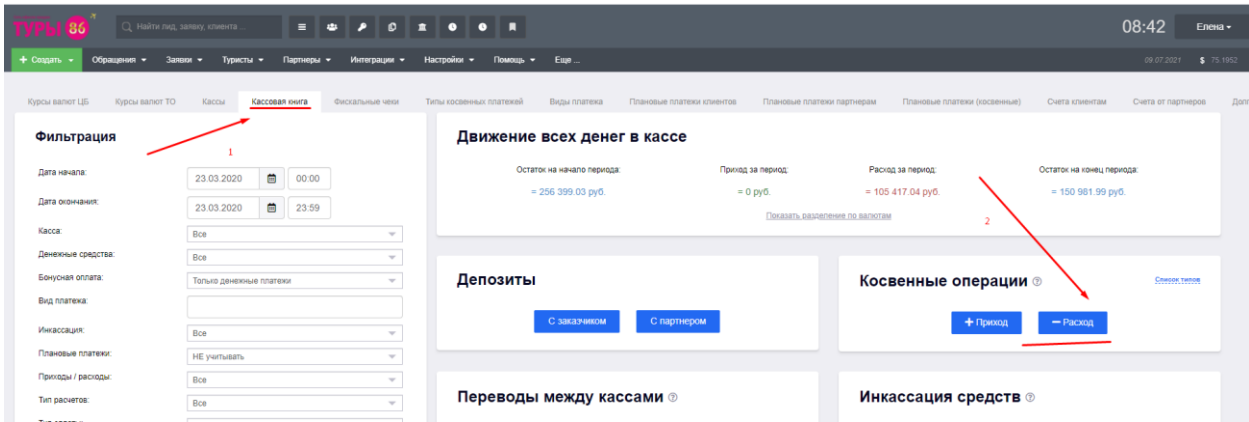 ТУРЫ 86
Найти лид, заявку, клиента ...
08:42
Елена
+ Создать
Обращения
Заявки
Туристы
Партнеры
Интеграции
Настройки
Помощь
Еще ...
09.07.2021
$ 75.1952
Курсы валют ЦБ
Курсы валют ТО
Кассы
Кассовая книга
Фискальные чеки
Типы косвенных платежей
Виды платежа
Плановые платежи клиентов
Плановые платежи партнерам
Плановые платежи (косвенные)
Счета клиентам
Счета от партнеров
1
Фильтрация
Дата начала:
23.03.2020
00:00
Дата окончания:
23.03.2020
23:59
Касса:
Все
Денежные средства:
Все
Бонусная оплата:
Только денежные платежи
Вид платежа:
Инкассация:
Все
Плановые платежи:
НЕ учитывать
Приходы / расходы:
Все
Тип расчетов:
Все
Движение всех денег в кассе
Остаток на начало периода:
= 256 399.03 руб.
Приход за период:
= 0 руб.
Расход за период:
= 105 417.04 руб.
Остаток на конец периода:
= 150 981.99 руб.
Показать разделение по валютам
2
Депозиты
С заказчиком
С партнером
Косвенные операции
Список типов
+ Приход
− Расход
Переводы между кассами
Инкассация средств